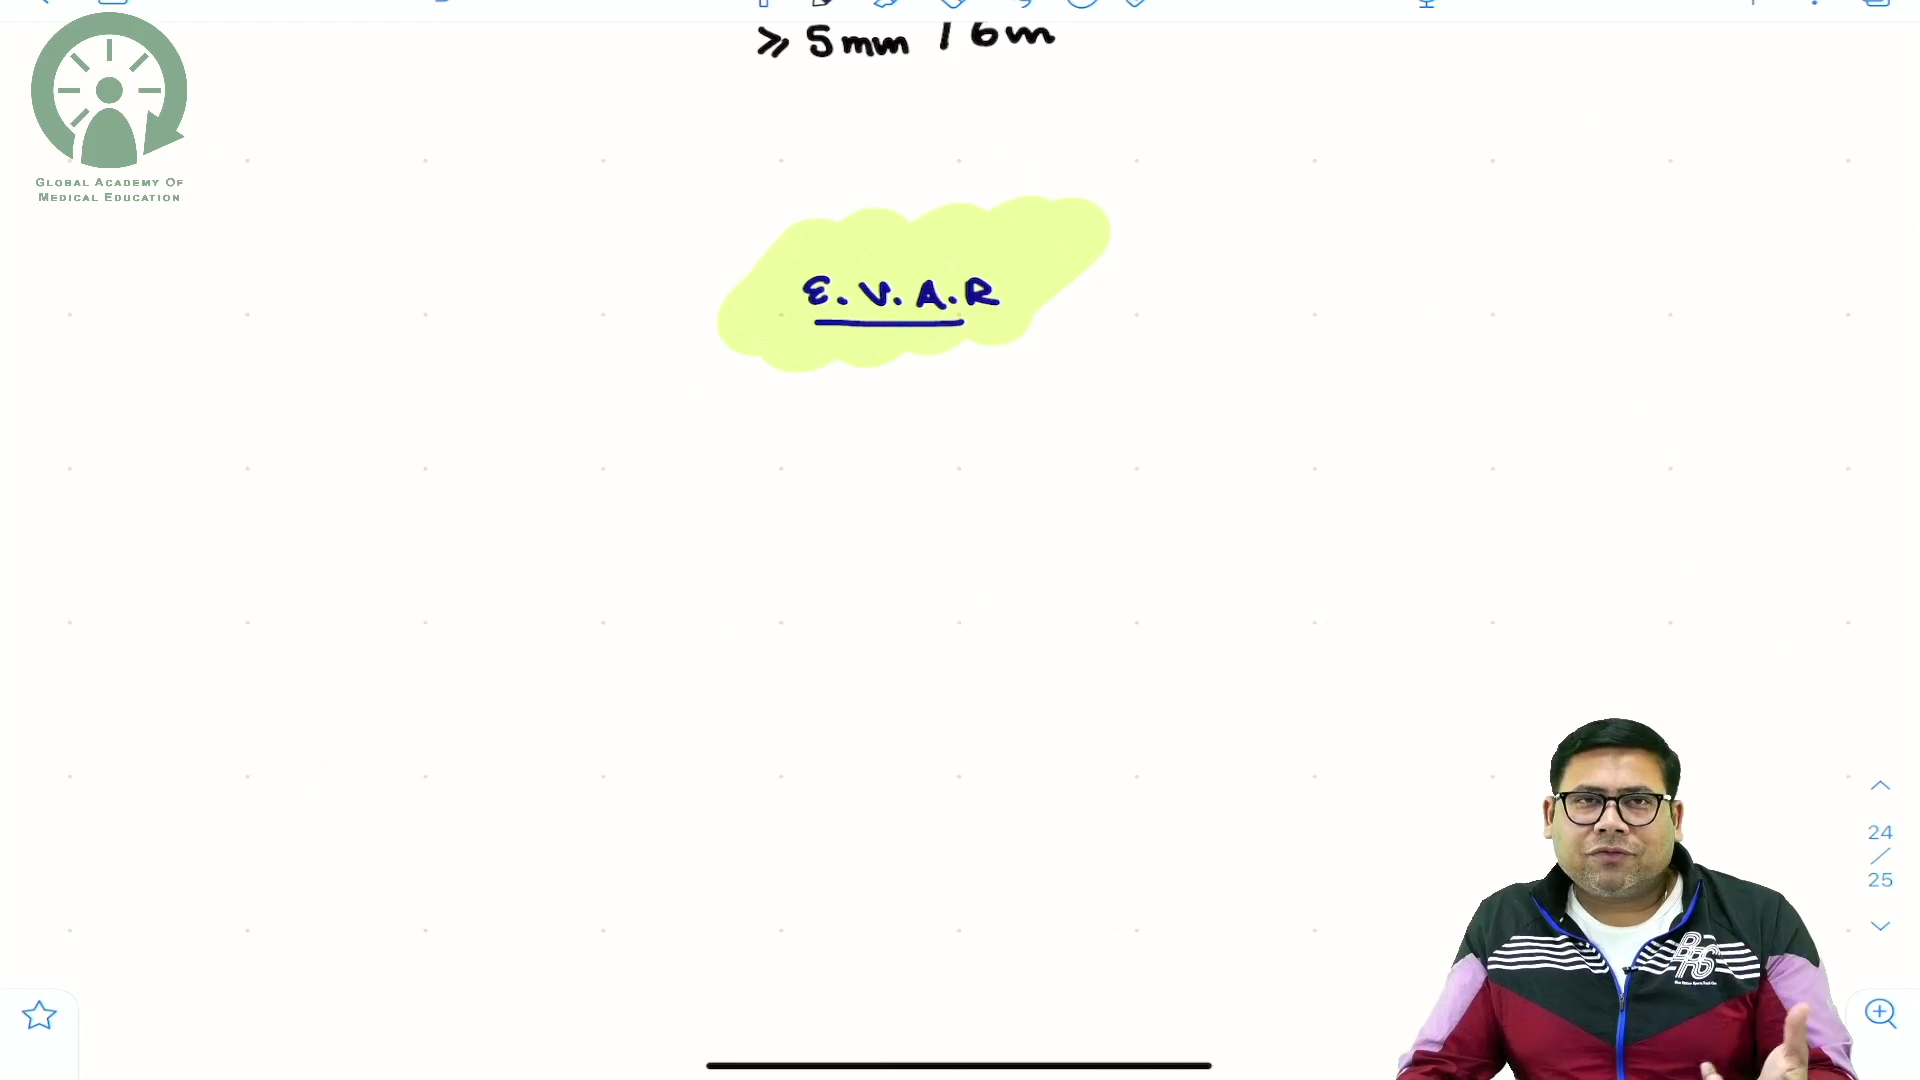 ≥ 5mm / 6m
GLOBAL ACADEMY OF
MEDICAL EDUCATION
E.V.A.R
24
/
25